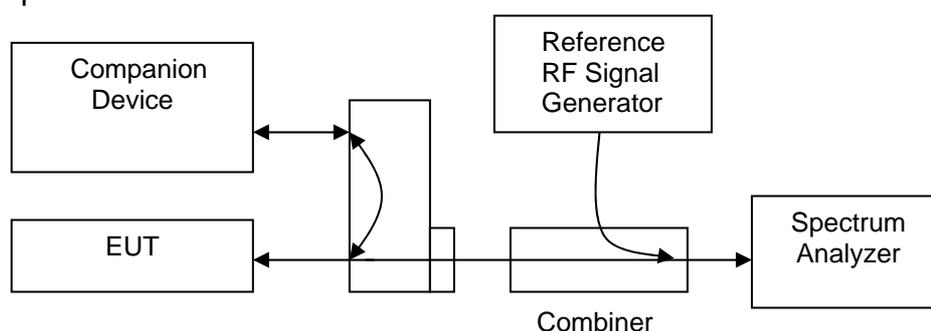 Companion
Device
Reference
RF Signal
Generator
EUT
Spectrum
Analyzer
Combiner